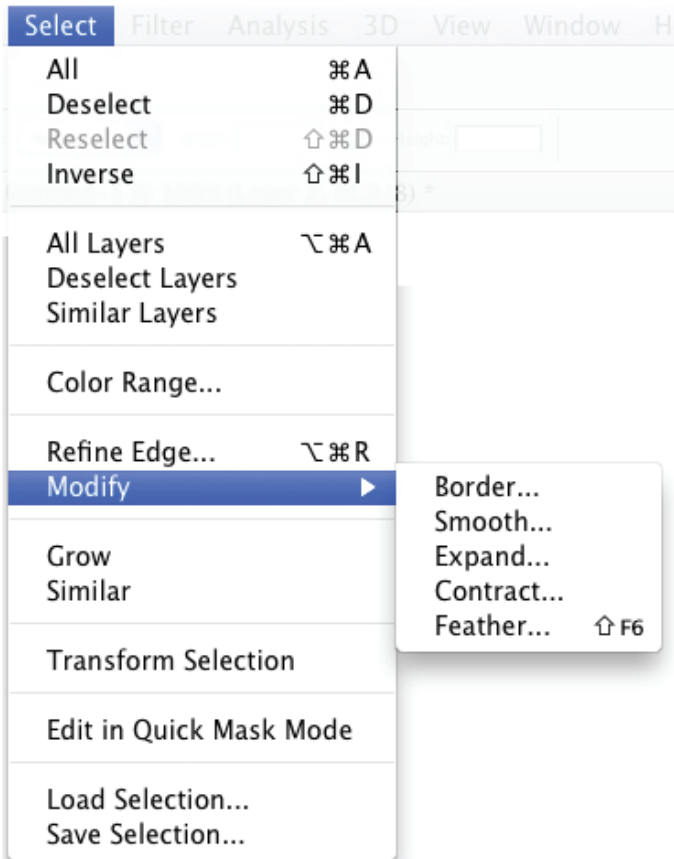 Select Filter Analysis 3D View Window H
All ⌘A
Deselect ⌘D
Reselect ⇧⌘D
Inverse ⇧⌘I
8) *
All Layers ⌥⌘A
Deselect Layers
Similar Layers
Color Range...
Refine Edge... ⌥⌘R
Modify ▶
Border...
Smooth...
Expand...
Contract...
Feather... ⇧F6
Grow
Similar
Transform Selection
Edit in Quick Mask Mode
Load Selection...
Save Selection...